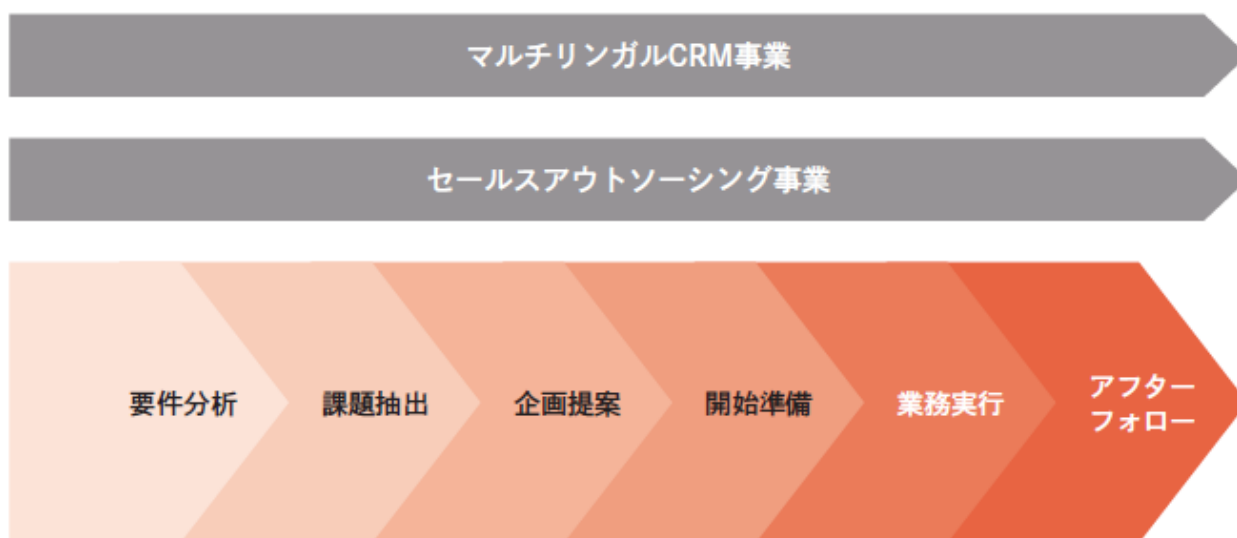 マルチリンガルCRM事業
セールスアウトソーシング事業
要件分析
課題抽出
企画提案
開始準備
業務実行
アフター
フォロー